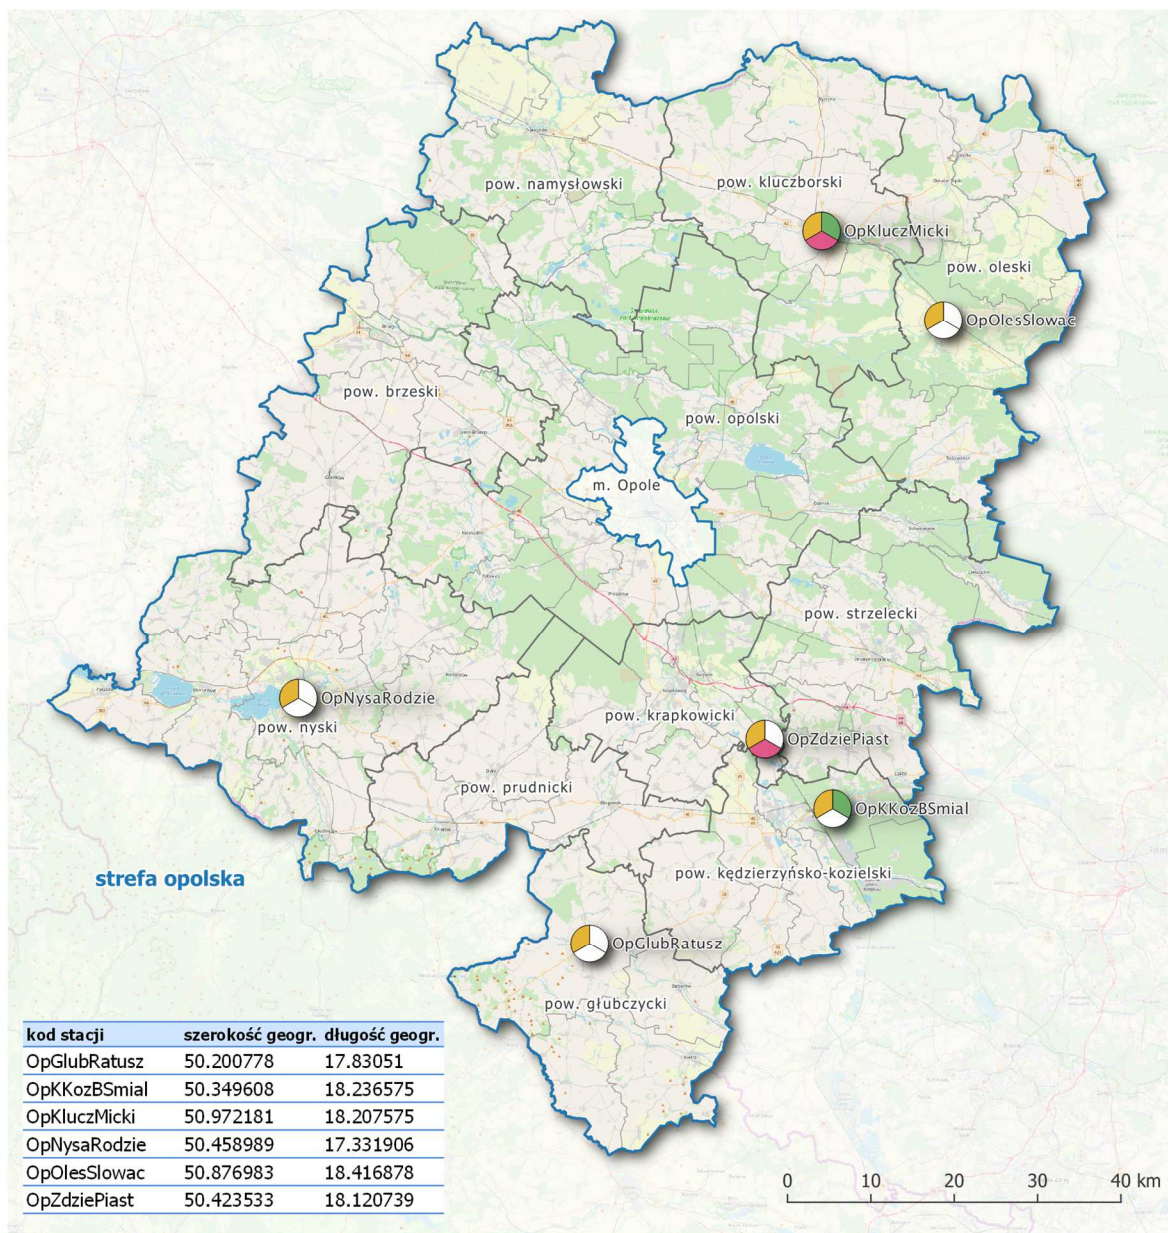 pow. namysłowski
pow. kluczborski
OpKluczMicki
pow. oleski
OpOlesSlowac
pow. brzeski
pow. opolski
m. Opole
pow. strzelecki
OpNysaRodzie
pow. nyski
pow. krapkowicki
OpZdziePiast
pow. prudnicki
OpKKozBSmial
strefa opolska
pow. kędzierzyńsko-kozielski
OpGlubRatusz
pow. głubczycki
kod stacji szerokość geogr. długość geogr.
OpGlubRatusz 50.200778 17.83051
OpKKozBSmial 50.349608 18.236575
OpKluczMicki 50.972181 18.207575
OpNysaRodzie 50.458989 17.331906
OpOlesSlowac 50.876983 18.416878
OpZdziePiast 50.423533 18.120739
0 10 20 30 40 km